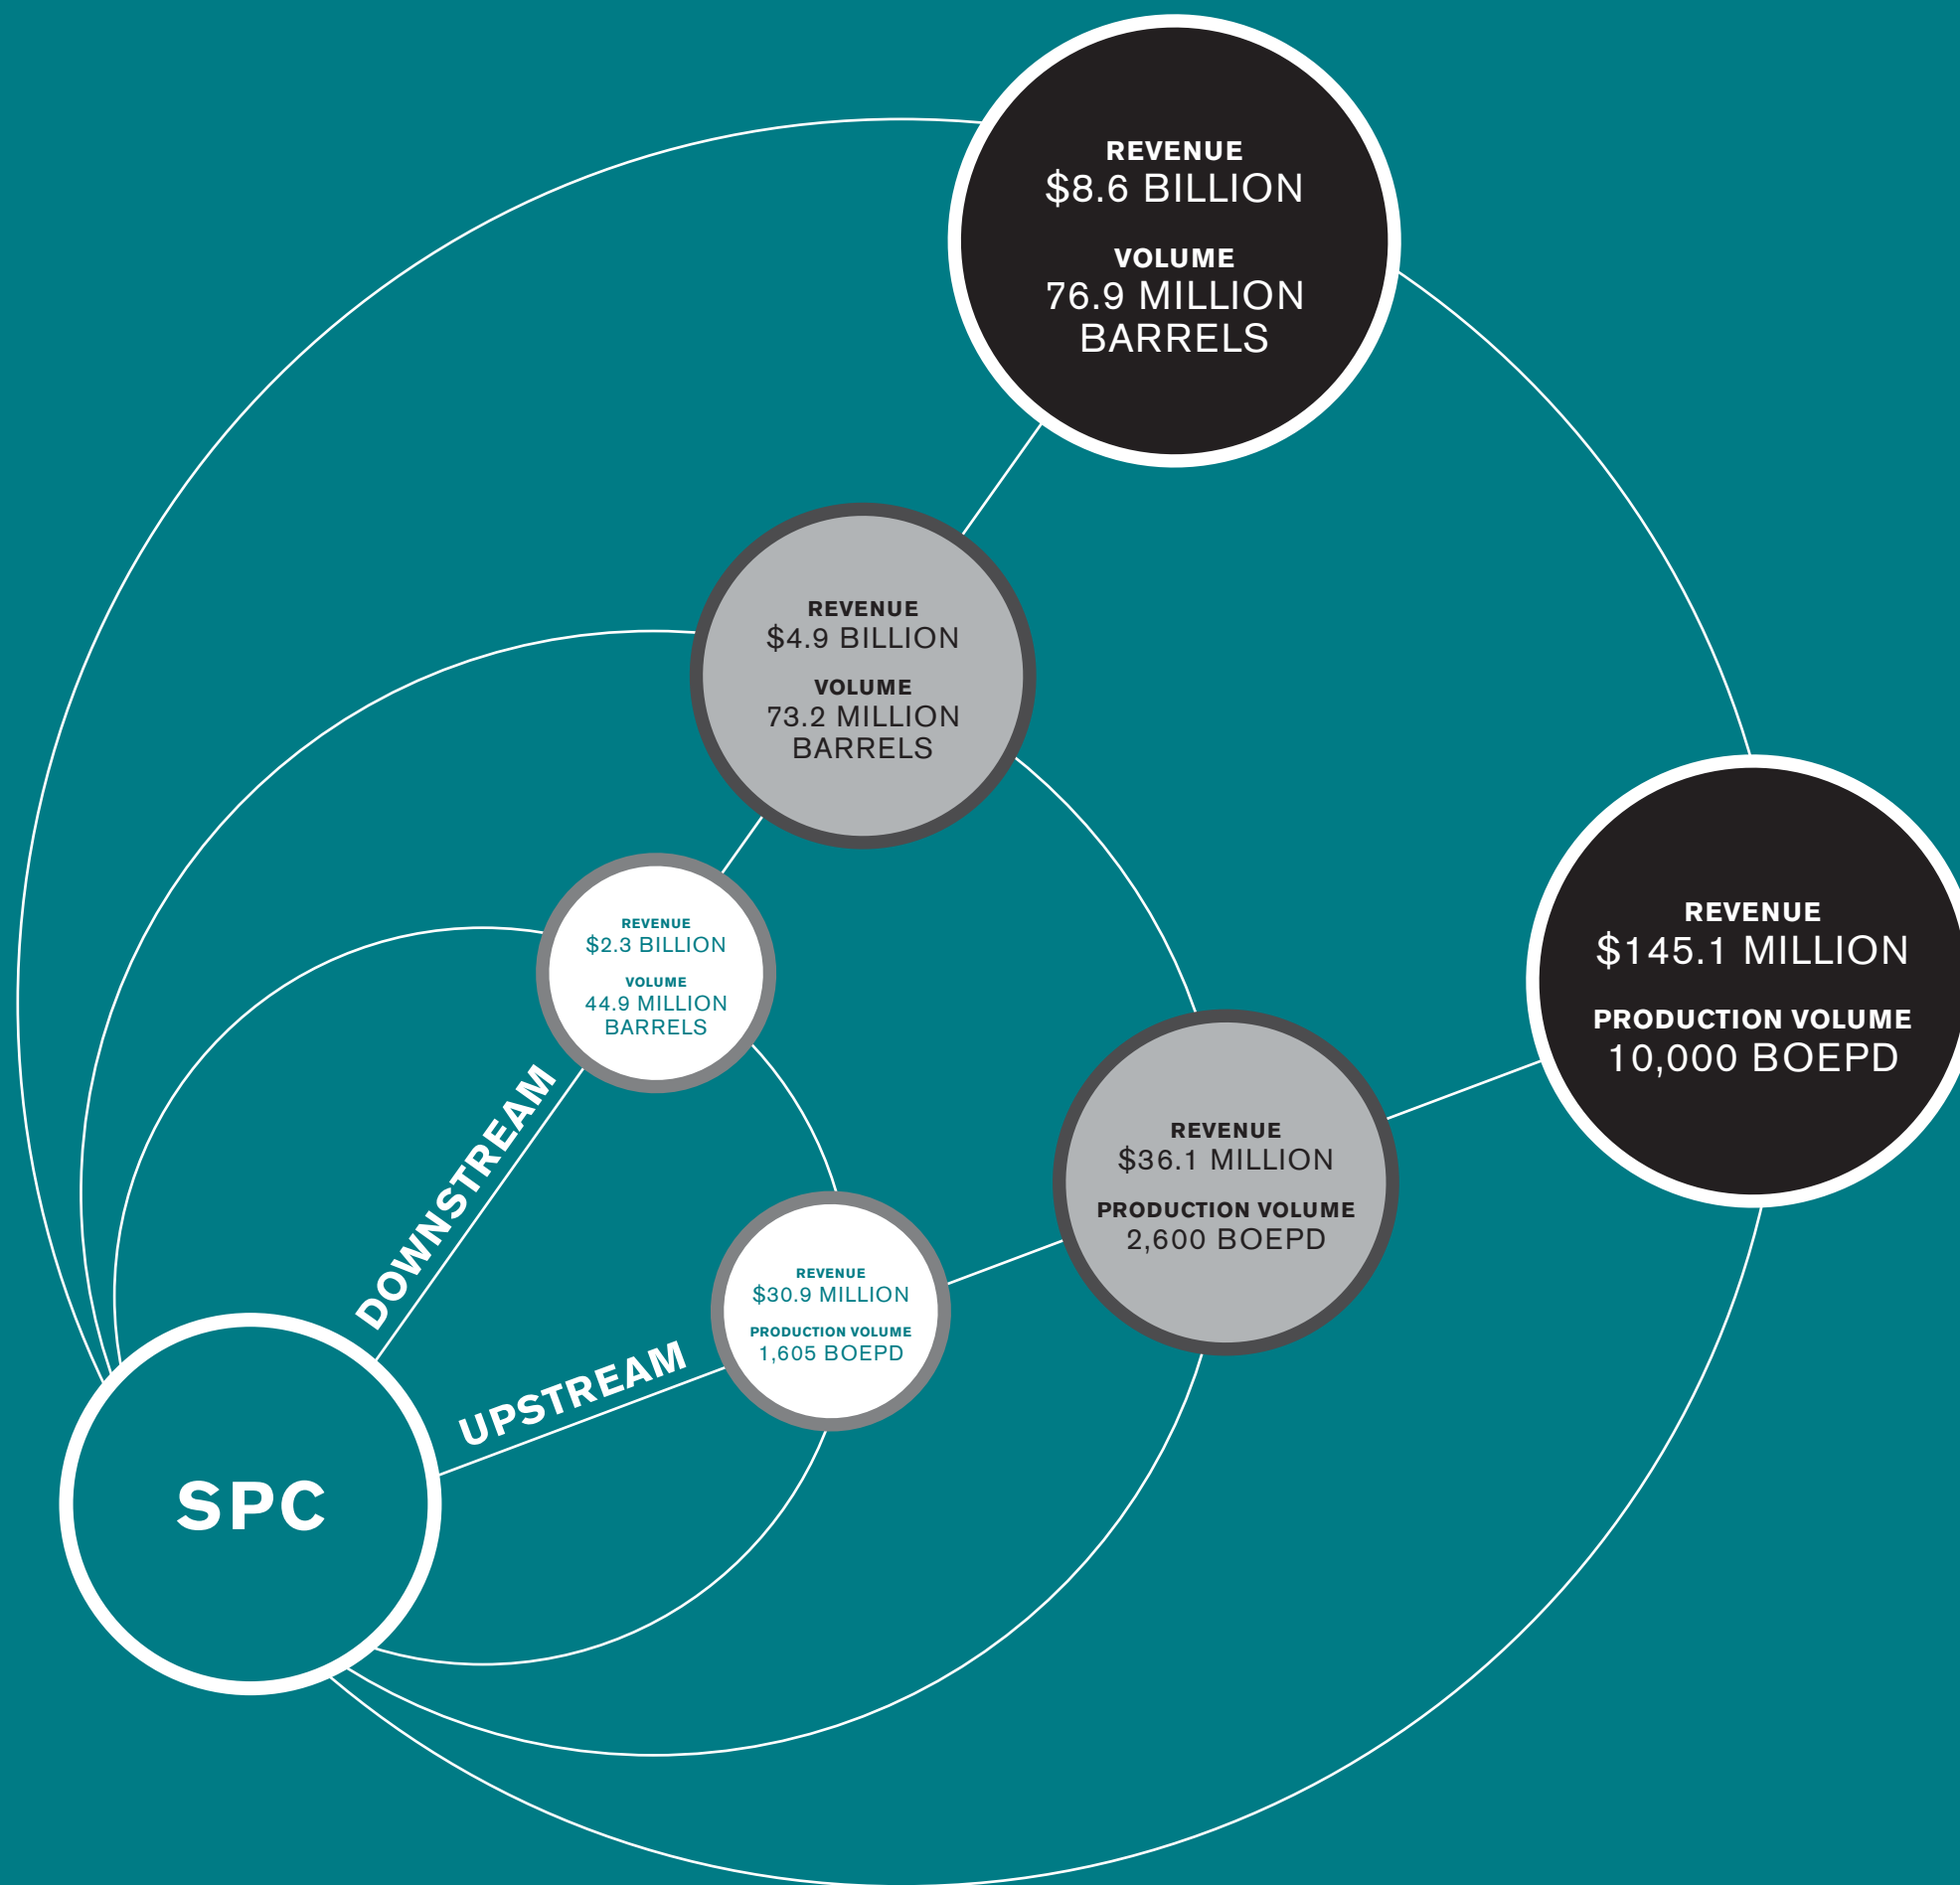 REVENUE
$8.6 BILLION
VOLUME
76.9 MILLION
BARRELS
REVENUE
$4.9 BILLION
VOLUME
73.2 MILLION
BARRELS
REVENUE
$2.3 BILLION
VOLUME
44.9 MILLION
BARRELS
DOWNSTREAM
REVENUE
$145.1 MILLION
PRODUCTION VOLUME
10,000 BOEPD
REVENUE
$36.1 MILLION
PRODUCTION VOLUME
2,600 BOEPD
REVENUE
$30.9 MILLION
PRODUCTION VOLUME
1,605 BOEPD
UPSTREAM
SPC